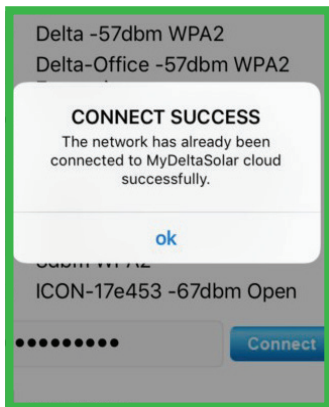 Delta -57dbm WPA2
Delta-Office -57dbm WPA2
CONNECT SUCCESS
The network has already been
connected to MyDeltaSolar cloud
successfully.
ok
ICON-17e453 -67dbm Open
•••••••••
Connect